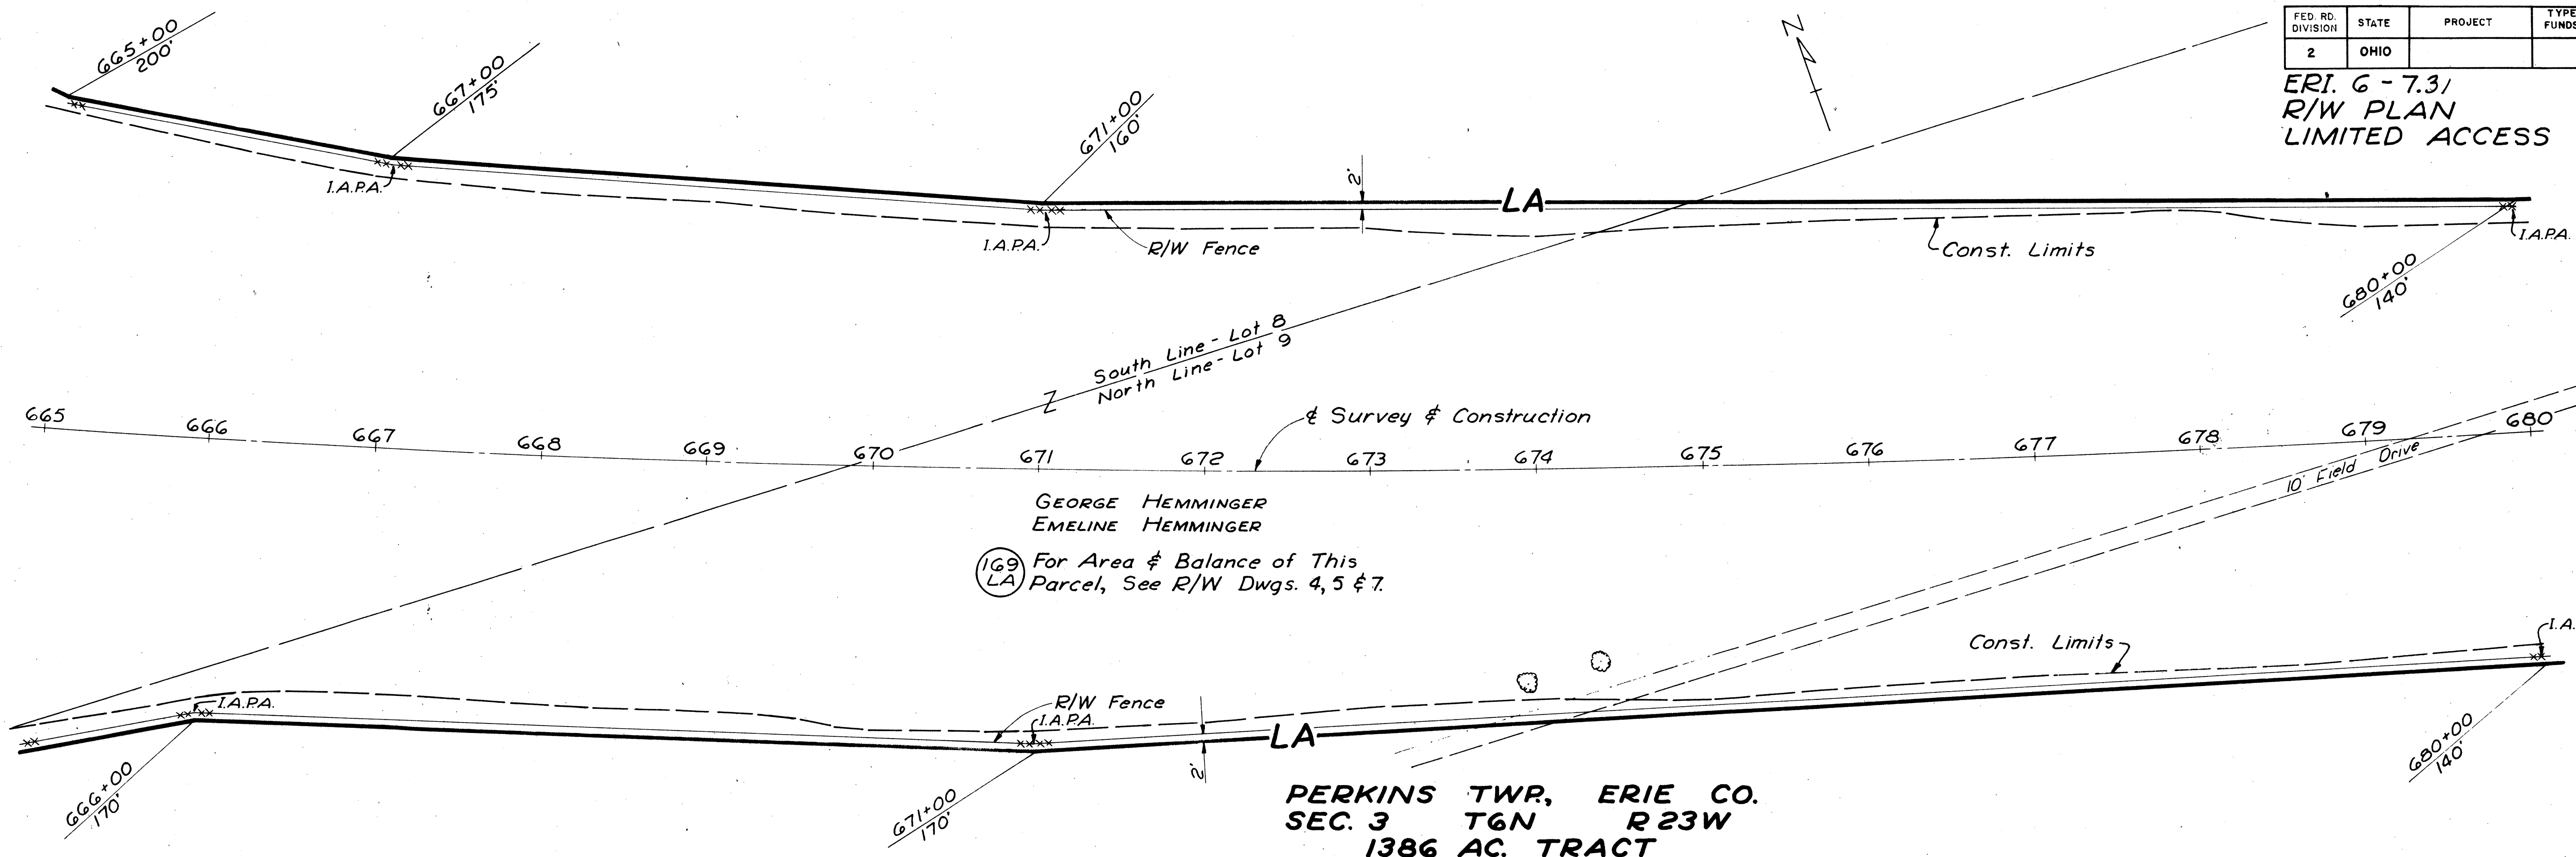 FED. RD. DIVISION STATE PROJECT TYPE FUNDS
2 OHIO
ERI. 6 - 7.31
R/W PLAN
LIMITED ACCESS
665+00
200'
667+00
175'
671+00
160'
N
2'
LA
I.A.P.A.
I.A.P.A.
R/W Fence
Const. Limits
I.A.P.A.
680+00
140'
South Line - Lot 8
North Line - Lot 9
Z
℄ Survey & Construction
665 666 667 668 669 670 671 672 673 674 675 676 677 678 679 680
10' Field Drive
GEORGE HEMMINGER
EMELINE HEMMINGER
169 LA
For Area & Balance of This
Parcel, See R/W Dwgs. 4, 5 & 7.
Const. Limits
I.A.
I.A.P.A.
R/W Fence
I.A.P.A.
LA
2'
666+00
170'
671+00
170'
680+00
140'
PERKINS TWP., ERIE CO.
SEC. 3 T6N R23W
1386 AC. TRACT